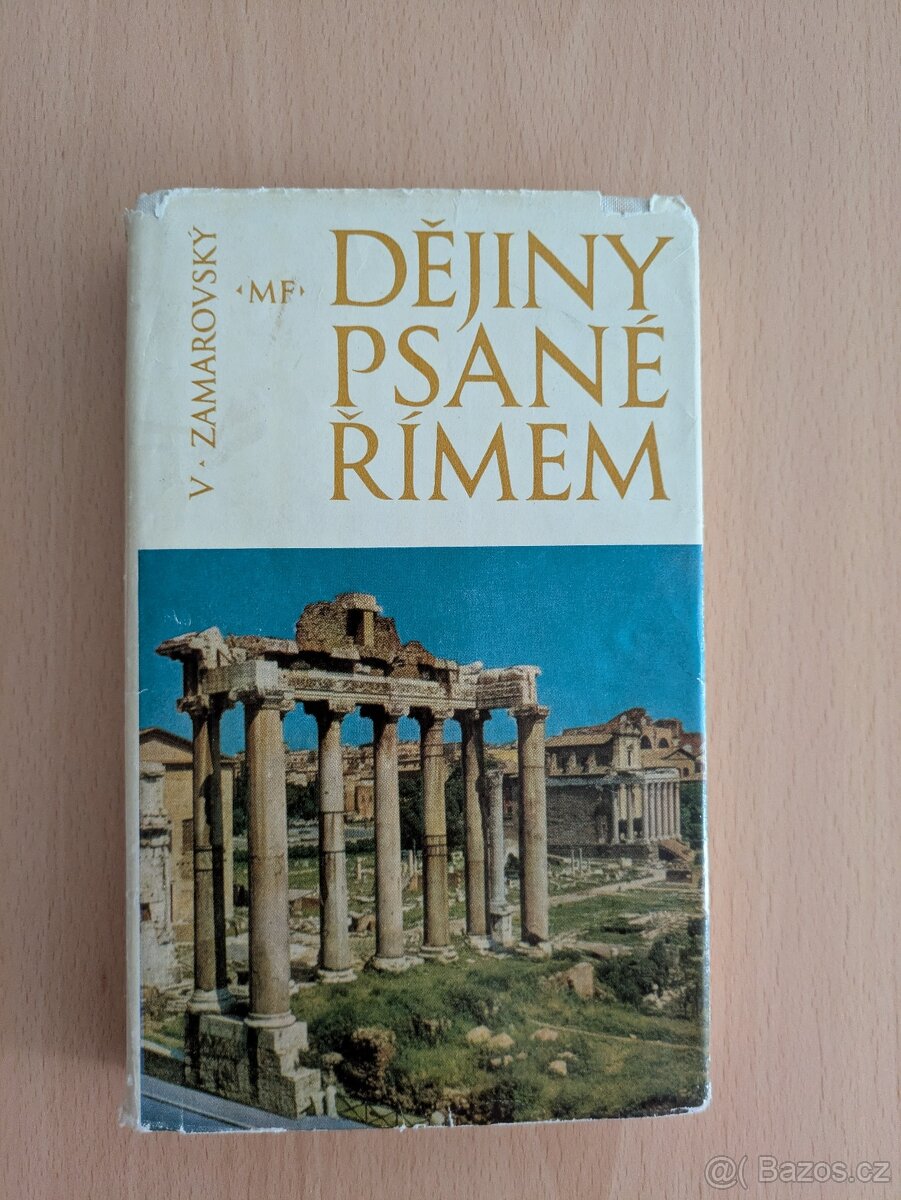 V · ZAMAROVSKÝ
‹MF›
DĚJINY
PSANÉ
ŘÍMEM
@( Bazos.cz